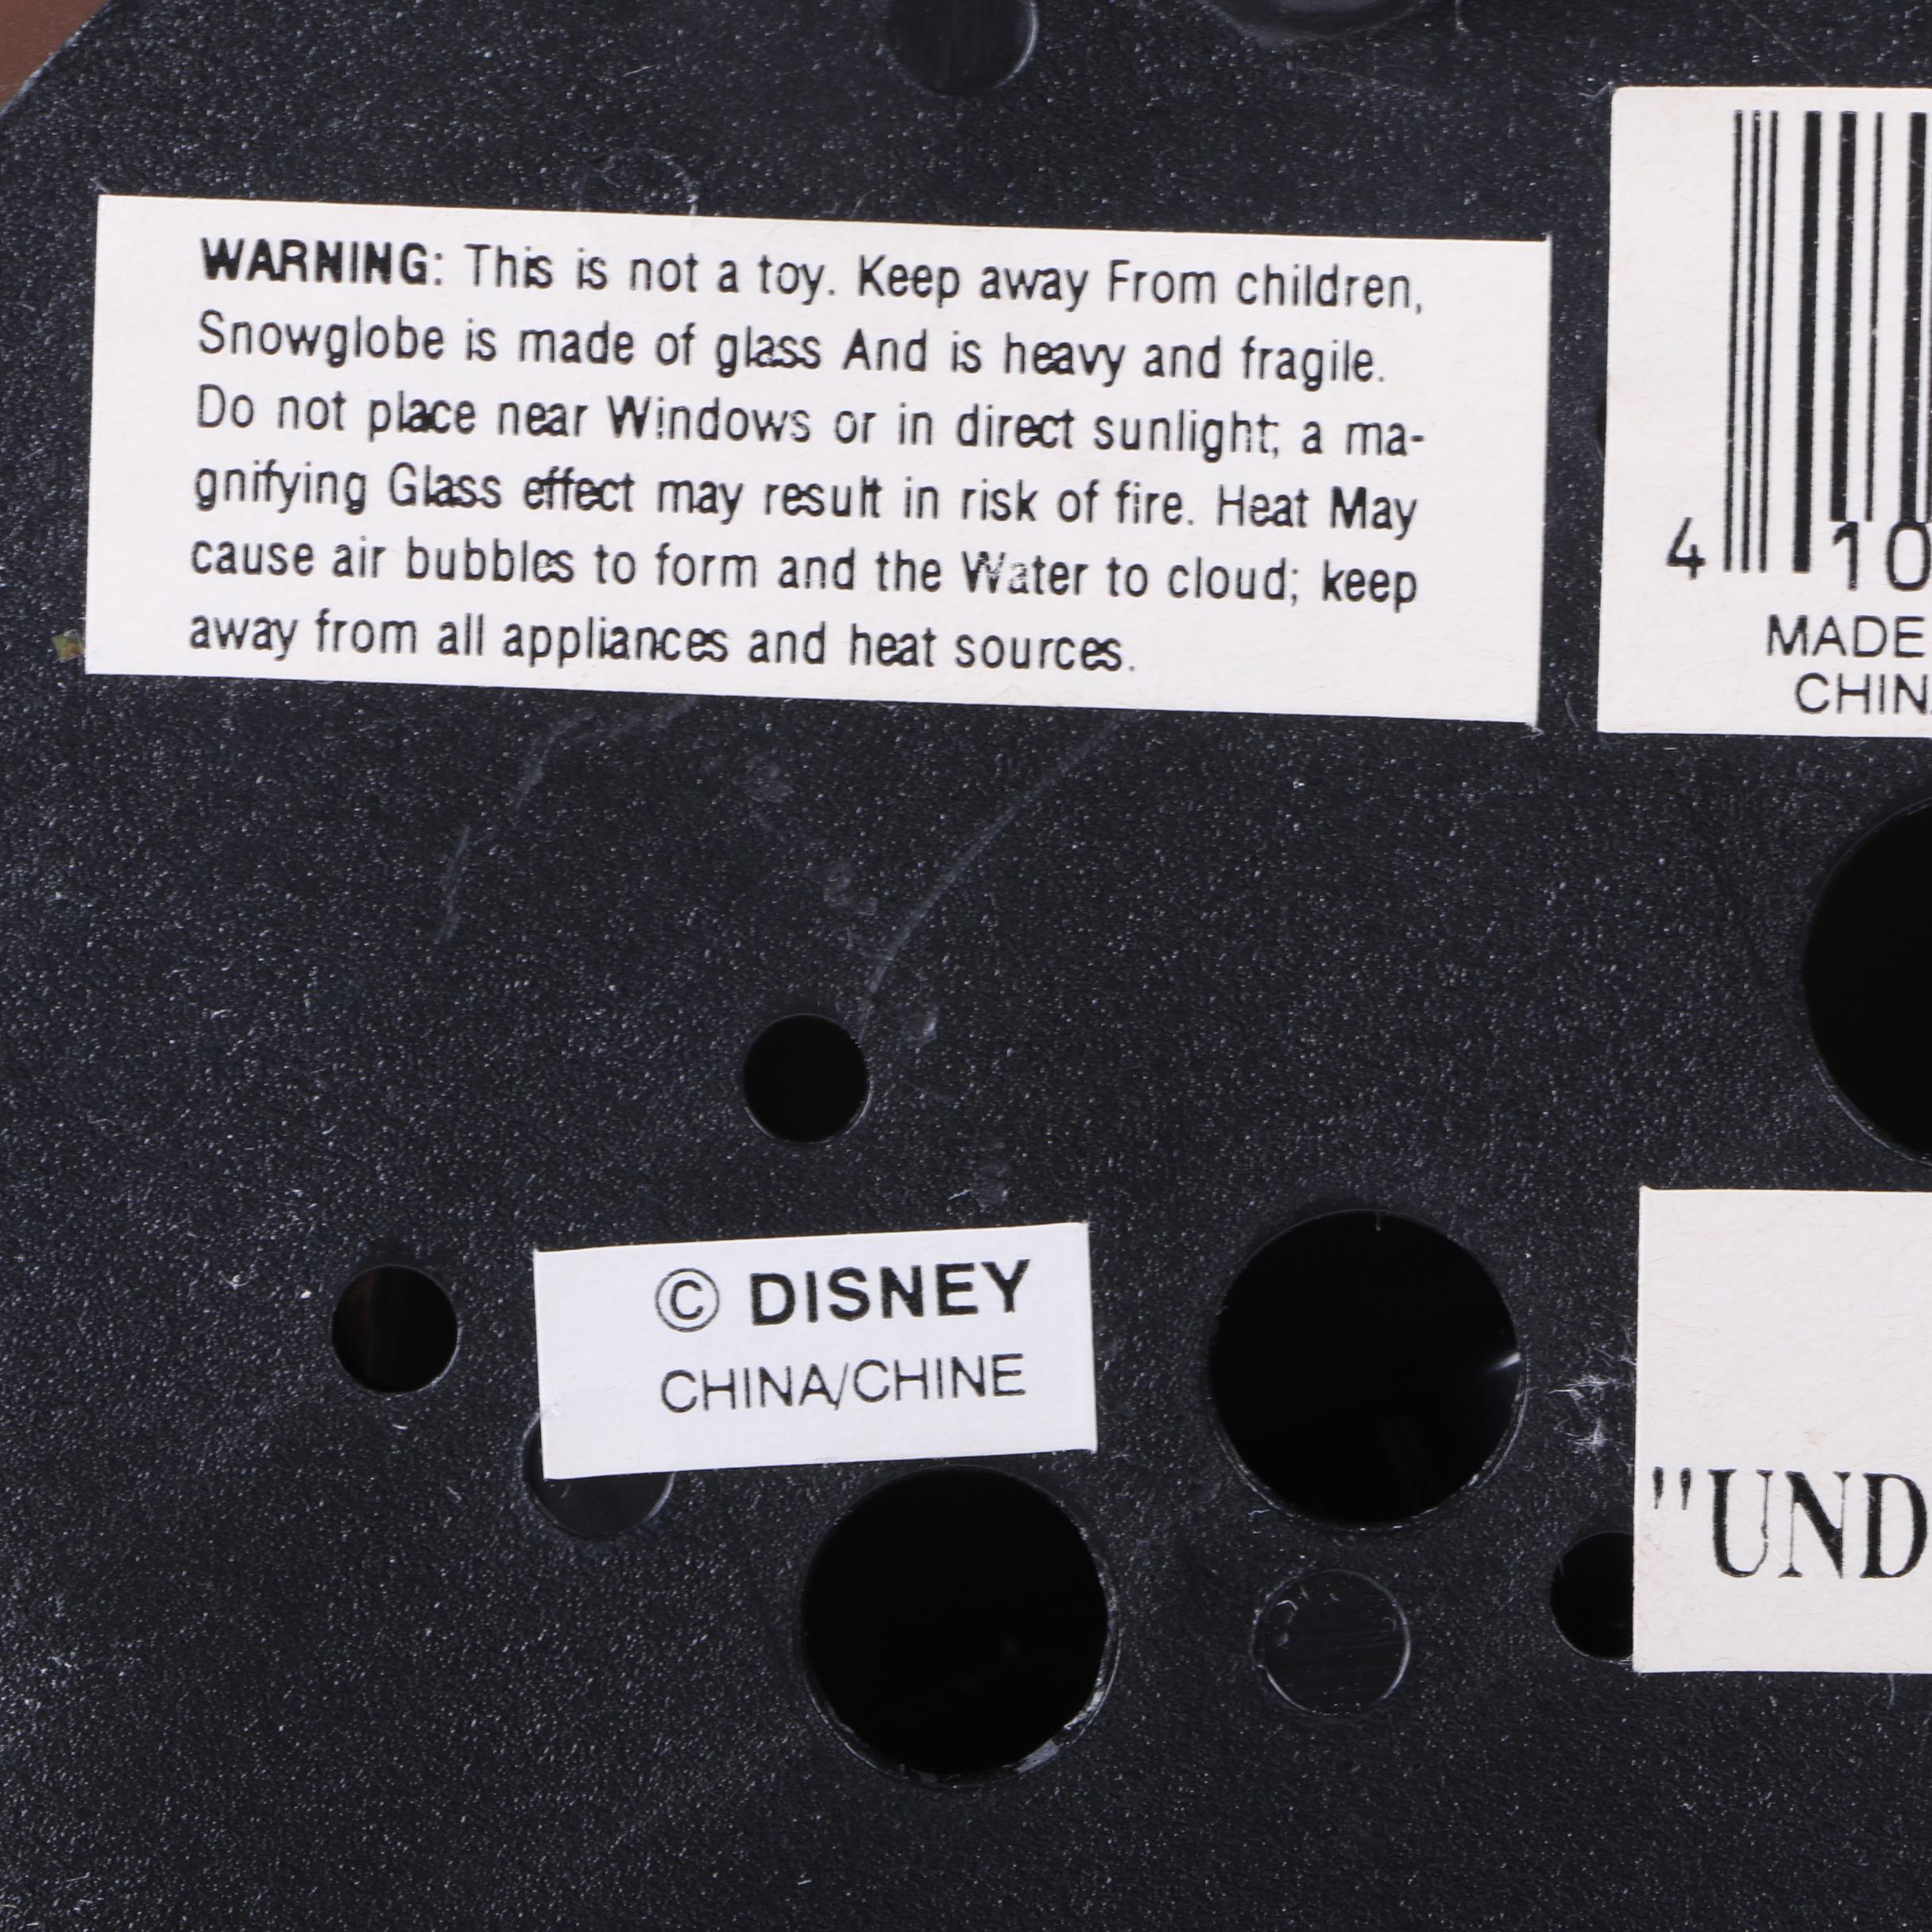 WARNING: This is not a toy. Keep away From children,
Snowglobe is made of glass And is heavy and fragile.
Do not place near Windows or in direct sunlight; a ma-
gnifying Glass effect may result in risk of fire. Heat May
cause air bubbles to form and the Water to cloud; keep
away from all appliances and heat sources.
4 10
MADE
CHIN
© DISNEY
CHINA/CHINE
"UND